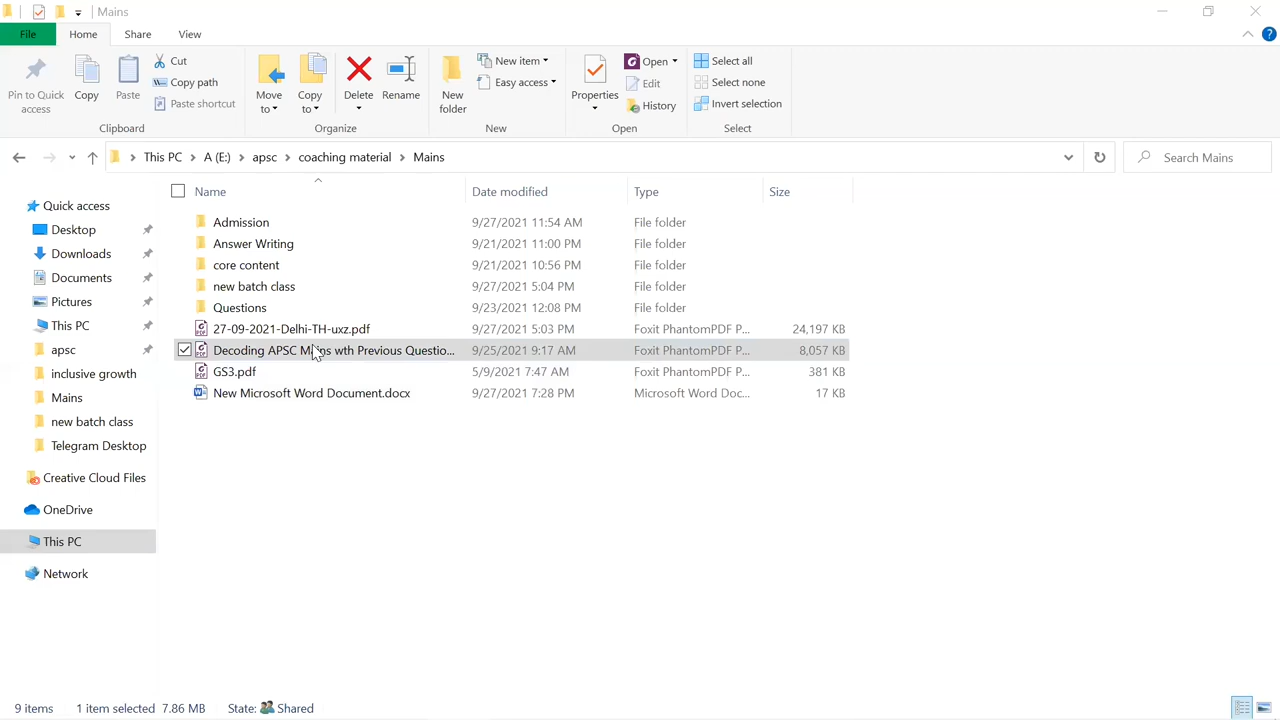 Mains
File Home Share View
Pin to Quick access
Copy
Paste
Cut
Copy path
Paste shortcut
Clipboard
Move to
Copy to
Delete
Rename
Organize
New folder
New item
Easy access
New
Properties
Open
Edit
History
Open
Select all
Select none
Invert selection
Select
This PC > A (E:) > apsc > coaching material > Mains
Search Mains
Quick access
Desktop
Downloads
Documents
Pictures
This PC
apsc
inclusive growth
Mains
new batch class
Telegram Desktop
Creative Cloud Files
OneDrive
This PC
Network
Name Date modified Type Size
Admission 9/27/2021 11:54 AM File folder
Answer Writing 9/21/2021 11:00 PM File folder
core content 9/21/2021 10:56 PM File folder
new batch class 9/27/2021 5:04 PM File folder
Questions 9/23/2021 12:08 PM File folder
27-09-2021-Delhi-TH-uxz.pdf 9/27/2021 5:03 PM Foxit PhantomPDF P... 24,197 KB
Decoding APSC Mains wth Previous Questio... 9/25/2021 9:17 AM Foxit PhantomPDF P... 8,057 KB
GS3.pdf 5/9/2021 7:47 AM Foxit PhantomPDF P... 381 KB
New Microsoft Word Document.docx 9/27/2021 7:28 PM Microsoft Word Doc... 17 KB
9 items 1 item selected 7.86 MB State: Shared